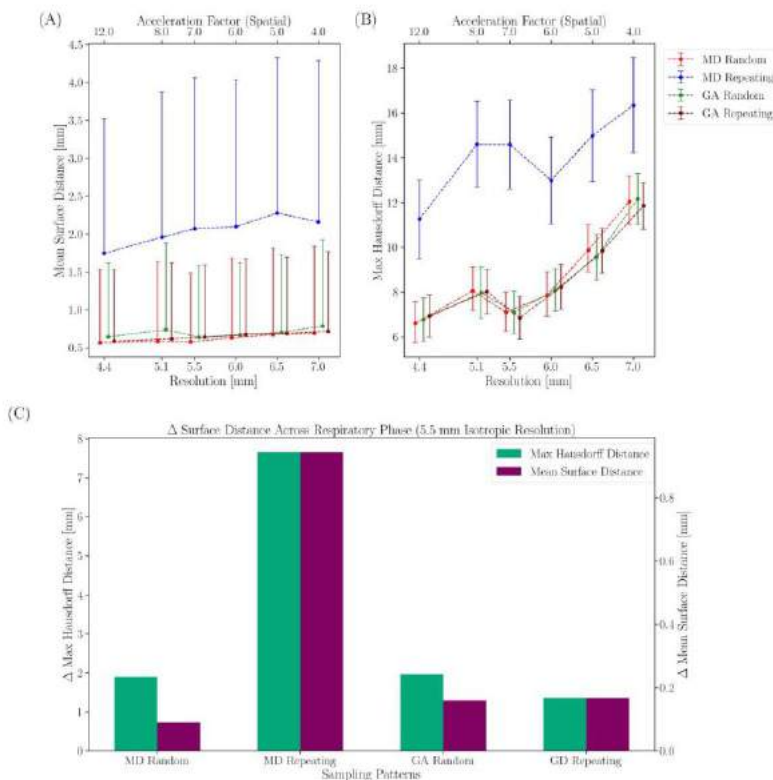 (A)
Acceleration Factor (Spatial)
12.0 8.0 7.0 6.0 5.0 4.0
4.5
4.0
3.5
3.0
2.5
2.0
1.5
1.0
0.5
Mean Surface Distance [mm]
4.4 5.1 5.5 6.0 6.5 7.0
Resolution [mm]
(B)
Acceleration Factor (Spatial)
12.0 8.0 7.0 6.0 5.0 4.0
18
16
14
12
10
8
6
Max Hausdorff Distance [mm]
4.4 5.1 5.5 6.0 6.5 7.0
Resolution [mm]
MD Random
MD Repeating
GA Random
GA Repeating
(C)
Δ Surface Distance Across Respiratory Phase (5.5 mm Isotropic Resolution)
Max Hausdorff Distance
Mean Surface Distance
8
7
6
5
4
3
2
1
0
Δ Max Hausdorff Distance [mm]
0.8
0.6
0.4
0.2
0.0
Δ Mean Surface Distance [mm]
MD Random MD Repeating GA Random GD Repeating
Sampling Patterns